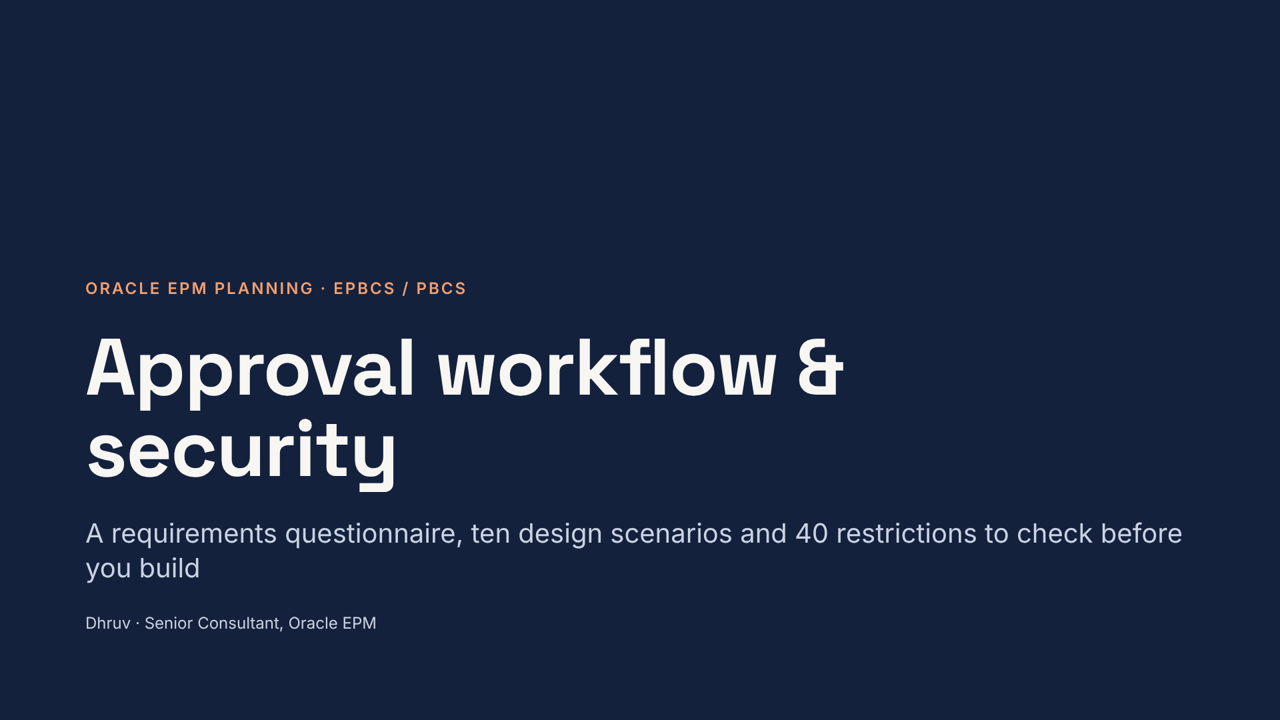 ORACLE EPM PLANNING · EPBCS / PBCS
Approval workflow &
security
A requirements questionnaire, ten design scenarios and 40 restrictions to check before
you build
Dhruv · Senior Consultant, Oracle EPM